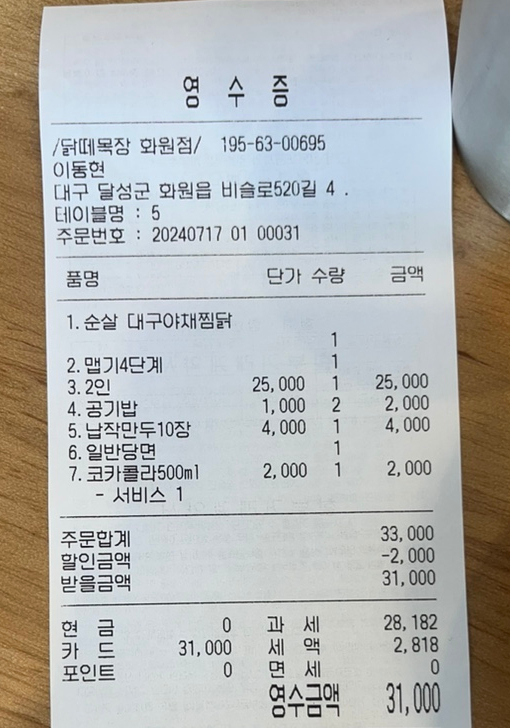 영 수 증
/닭떼목장 화원점/ 195-63-00695
이동현
대구 달성군 화원읍 비슬로520길 4 .
테이블명 : 5
주문번호 : 20240717 01 00031
품명 단가 수량 금액
1. 순살 대구야채찜닭
1
2. 맵기4단계 1
3. 2인 25,000 1 25,000
4. 공기밥 1,000 2 2,000
5. 납작만두10장 4,000 1 4,000
6. 일반당면 1
7. 코카콜라500ml 2,000 1 2,000
- 서비스 1
주문합계 33,000
할인금액 -2,000
받을금액 31,000
현 금 0 과 세 28,182
카 드 31,000 세 액 2,818
포인트 0 면 세 0
영수금액 31,000